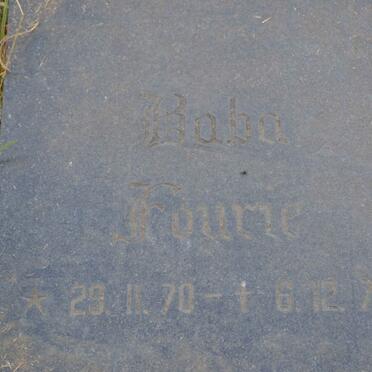 Baba
Fourie
* 29.11.70 - † 6.12.7